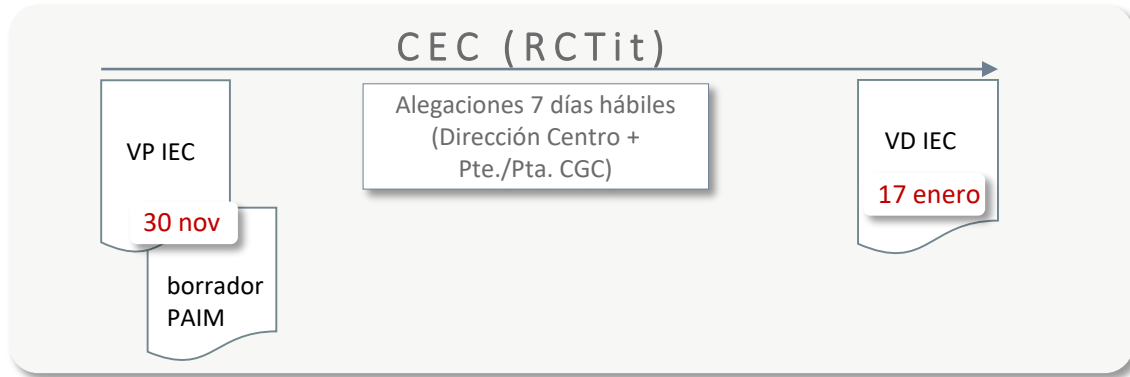 CEC (RCTit)
VP IEC
30 nov
borrador
PAIM
Alegaciones 7 días hábiles
(Dirección Centro +
Pte./Pta. CGC)
VD IEC
17 enero